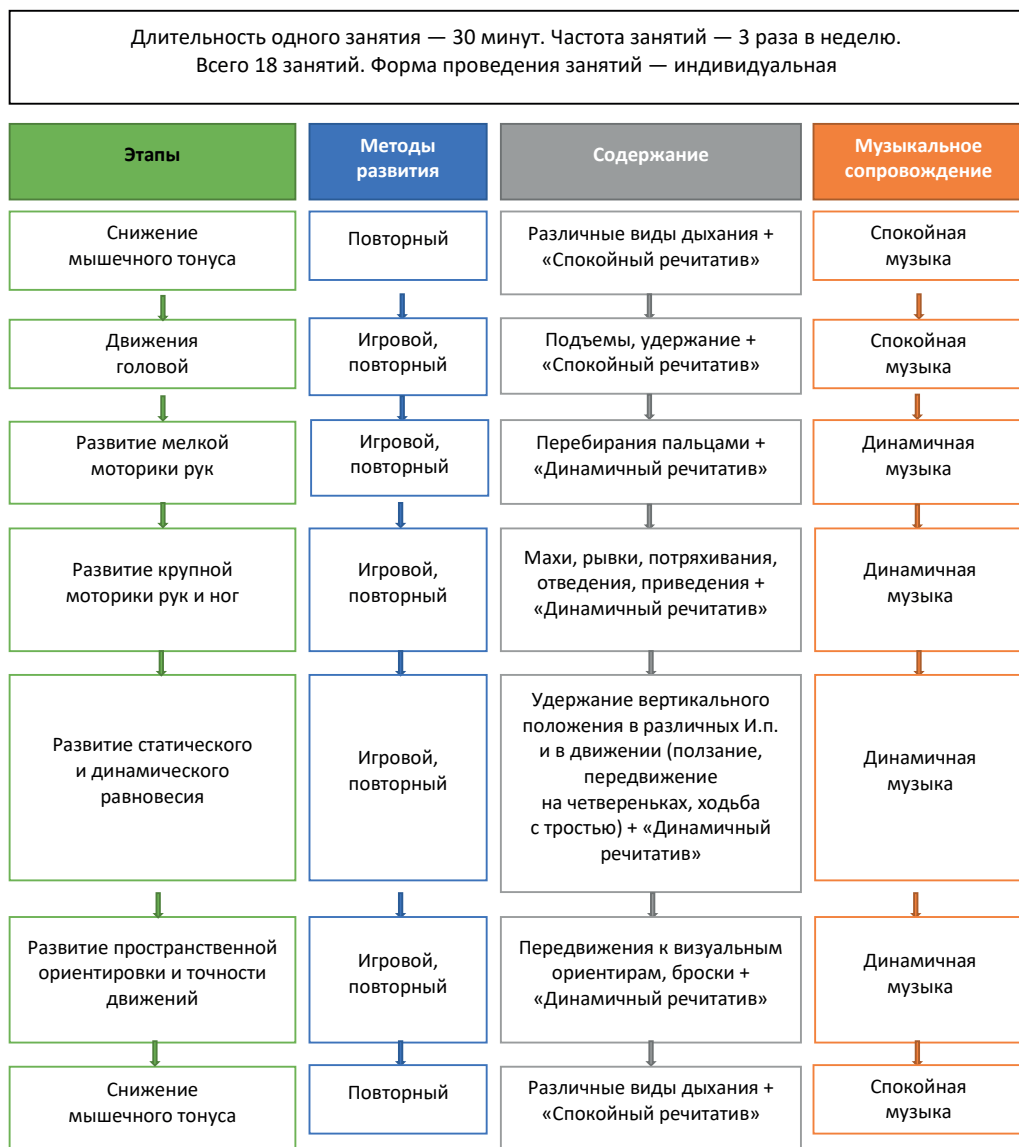 Длительность одного занятия — 30 минут. Частота занятий — 3 раза в неделю.
Всего 18 занятий. Форма проведения занятий — индивидуальная
Этапы
Методы
развития
Содержание
Музыкальное
сопровождение
Снижение
мышечного тонуса
Повторный
Различные виды дыхания +
«Спокойный речитатив»
Спокойная
музыка
Движения
головой
Игровой,
повторный
Подъемы, удержание +
«Спокойный речитатив»
Спокойная
музыка
Развитие мелкой
моторики рук
Игровой,
повторный
Перебирания пальцами +
«Динамичный речитатив»
Динамичная
музыка
Развитие крупной
моторики рук и ног
Игровой,
повторный
Махи, рывки, потряхивания,
отведения, приведения +
«Динамичный речитатив»
Динамичная
музыка
Развитие статического
и динамического
равновесия
Игровой,
повторный
Удержание вертикального
положения в различных И.п.
и в движении (ползание,
передвижение
на четвереньках, ходьба
с тростью) + «Динамичный
речитатив»
Динамичная
музыка
Развитие пространственной
ориентировки и точности
движений
Игровой,
повторный
Передвижения к визуальным
ориентирам, броски +
«Динамичный речитатив»
Динамичная
музыка
Снижение
мышечного тонуса
Повторный
Различные виды дыхания +
«Спокойный речитатив»
Спокойная
музыка